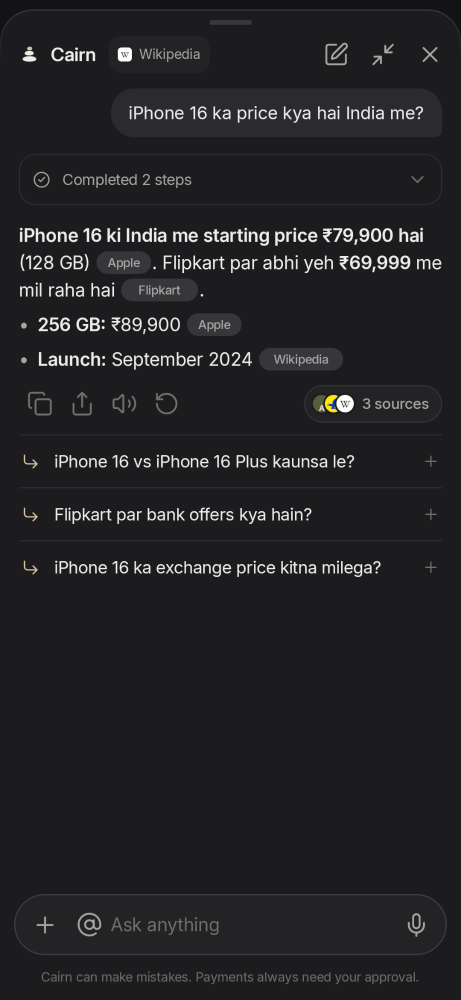 Cairn
W Wikipedia
iPhone 16 ka price kya hai India me?
Completed 2 steps
iPhone 16 ki India me starting price ₹79,900 hai
(128 GB) Apple . Flipkart par abhi yeh ₹69,999 me
mil raha hai Flipkart .
• 256 GB: ₹89,900 Apple
• Launch: September 2024 Wikipedia
A W 3 sources
iPhone 16 vs iPhone 16 Plus kaunsa le?
Flipkart par bank offers kya hain?
iPhone 16 ka exchange price kitna milega?
@ Ask anything
Cairn can make mistakes. Payments always need your approval.